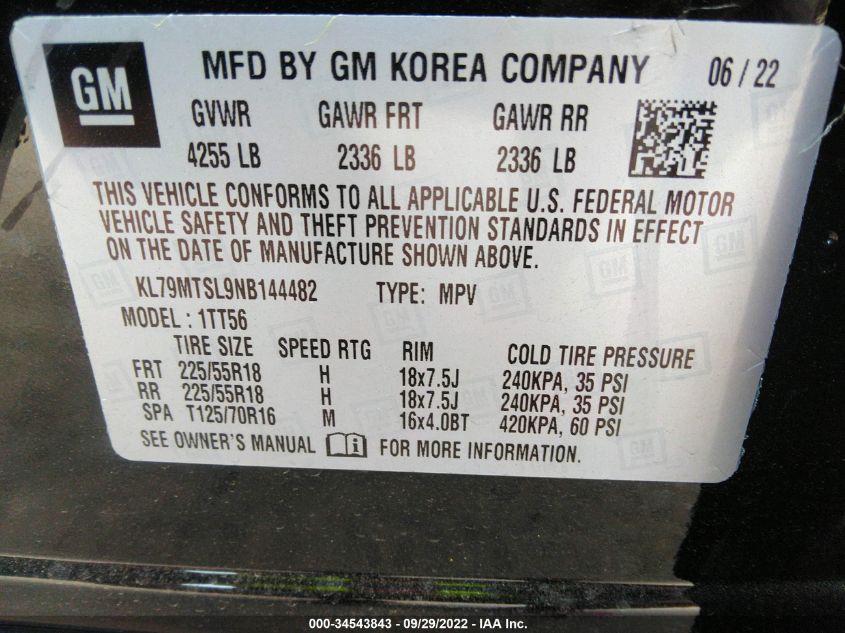 GM MFD BY GM KOREA COMPANY 06 / 22
GVWR GAWR FRT GAWR RR
4255 LB 2336 LB 2336 LB
THIS VEHICLE CONFORMS TO ALL APPLICABLE U.S. FEDERAL MOTOR
VEHICLE SAFETY AND THEFT PREVENTION STANDARDS IN EFFECT
ON THE DATE OF MANUFACTURE SHOWN ABOVE.
KL79MTSL9NB144482 TYPE: MPV
MODEL : 1TT56
TIRE SIZE SPEED RTG RIM COLD TIRE PRESSURE
FRT 225/55R18 H 18x7.5J 240KPA, 35 PSI
RR 225/55R18 H 18x7.5J 240KPA, 35 PSI
SPA T125/70R16 M 16x4.0BT 420KPA, 60 PSI
SEE OWNER'S MANUAL i FOR MORE INFORMATION.
000-34543843 - 09/29/2022 - IAA Inc.